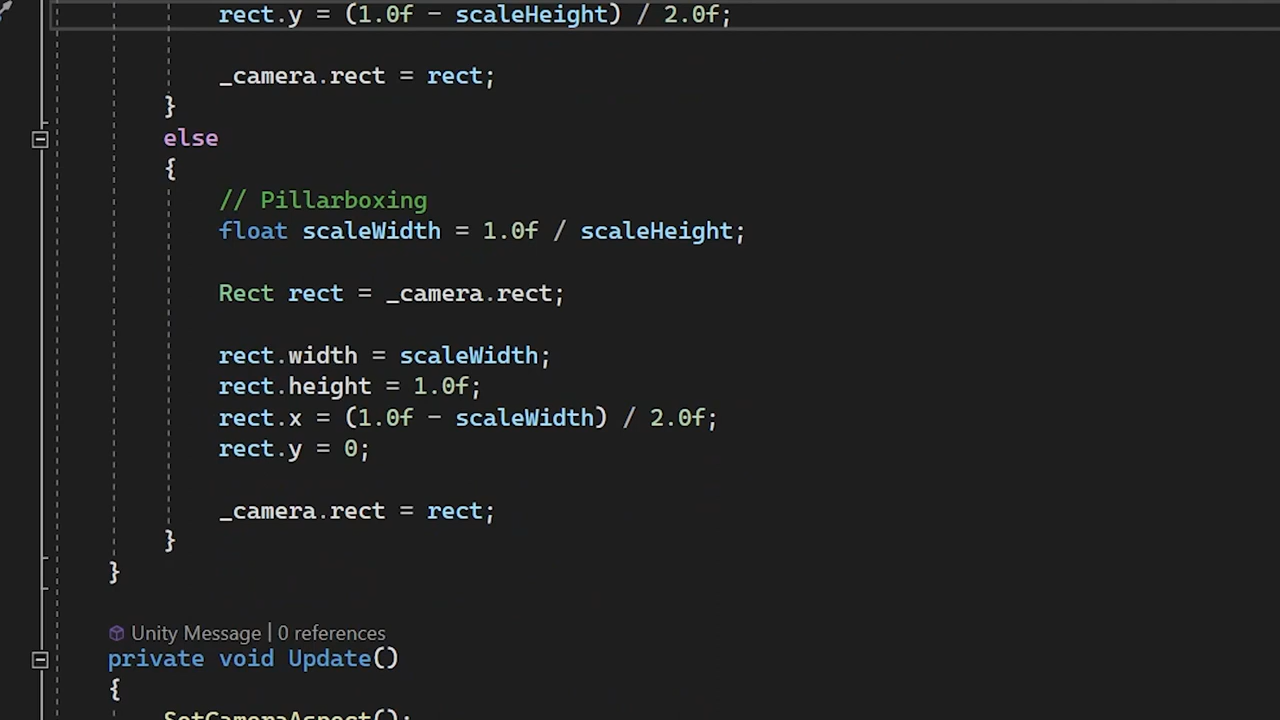 rect.y = (1.0f - scaleHeight) / 2.0f;
_camera.rect = rect;
}
else
{
// Pillarboxing
float scaleWidth = 1.0f / scaleHeight;
Rect rect = _camera.rect;
rect.width = scaleWidth;
rect.height = 1.0f;
rect.x = (1.0f - scaleWidth) / 2.0f;
rect.y = 0;
_camera.rect = rect;
}
}
Unity Message | 0 references
private void Update()
{
SetCameraAspect();